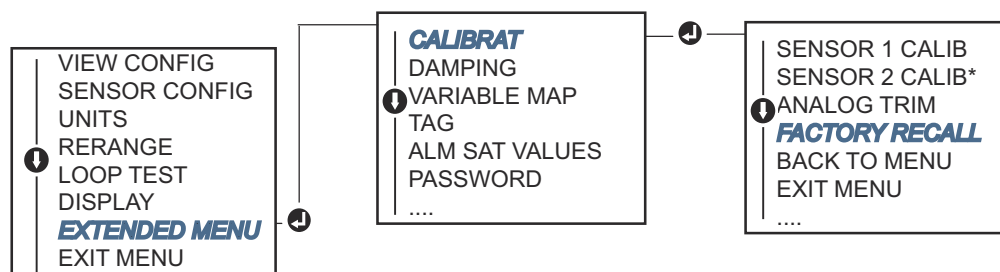 VIEW CONFIG
SENSOR CONFIG
UNITS
RERANGE
LOOP TEST
DISPLAY
EXTENDED MENU
EXIT MENU
CALIBRAT
DAMPING
VARIABLE MAP
TAG
ALM SAT VALUES
PASSWORD
....
SENSOR 1 CALIB
SENSOR 2 CALIB*
ANALOG TRIM
FACTORY RECALL
BACK TO MENU
EXIT MENU
....